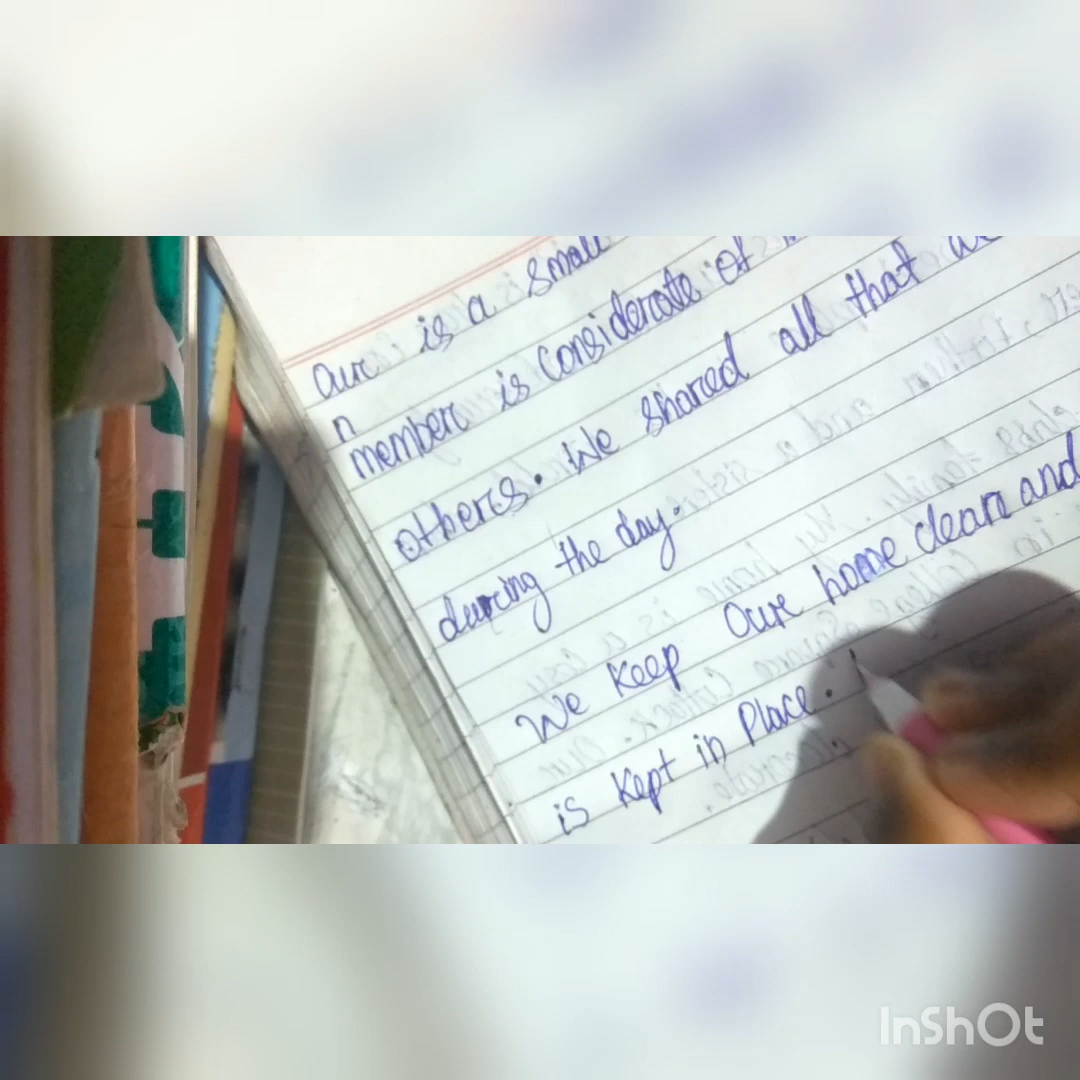 Our is a small
n
member is considerate of
others. We shared all that we
during the day.
We keep Our home clean and
is kept in Place.
InShOt